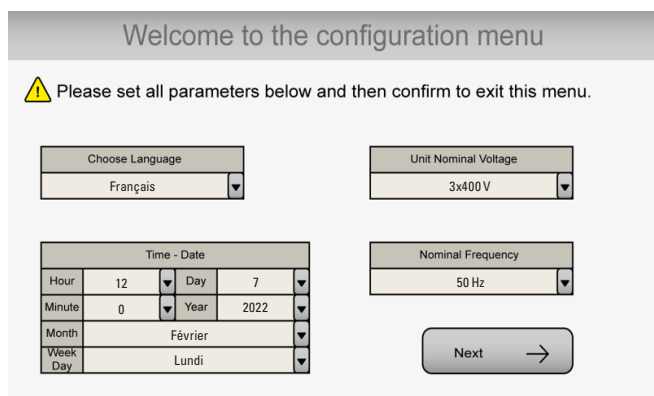 Welcome to the configuration menu
Please set all parameters below and then confirm to exit this menu.
Choose Language
Français
Unit Nominal Voltage
3x400 V
Time - Date
Hour 12 Day 7
Minute 0 Year 2022
Month Février
Week Day Lundi
Nominal Frequency
50 Hz
Next